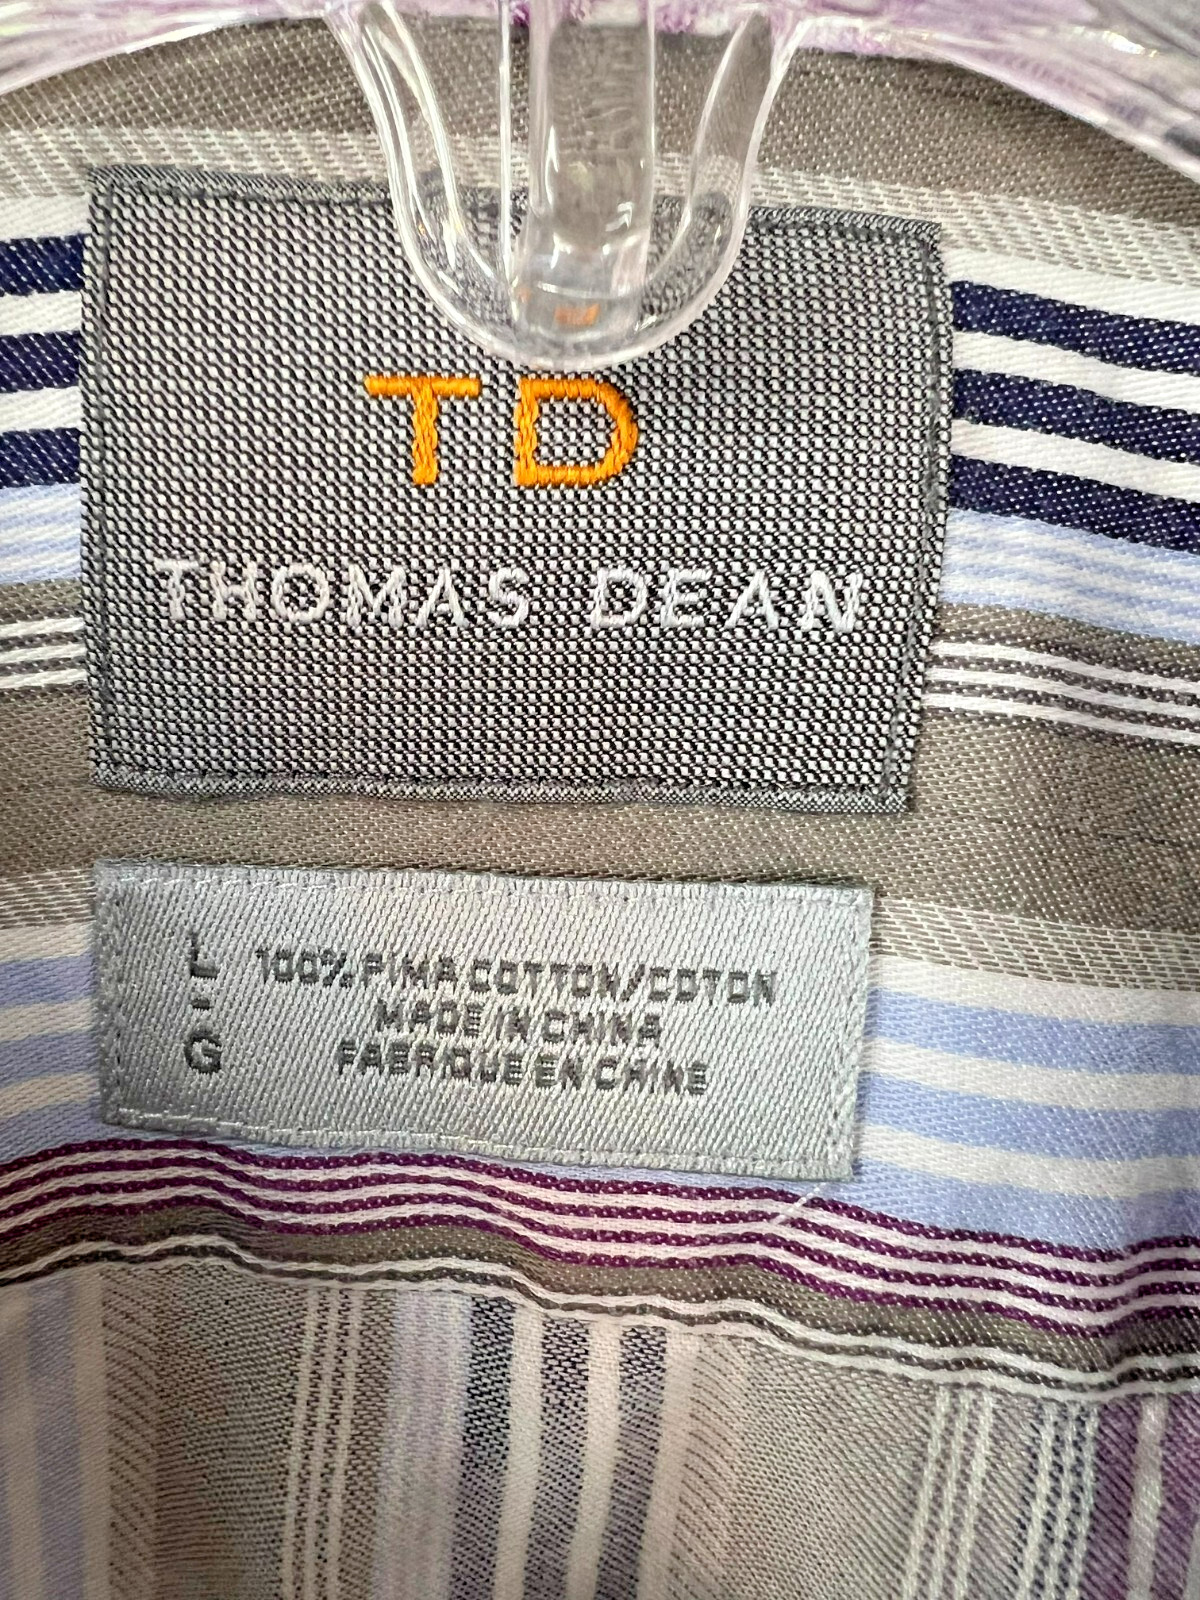 TD
THOMAS DEAN
L - G
100% PIMA COTTON/COTON
MADE IN CHINA
FABRIQUE EN CHINE